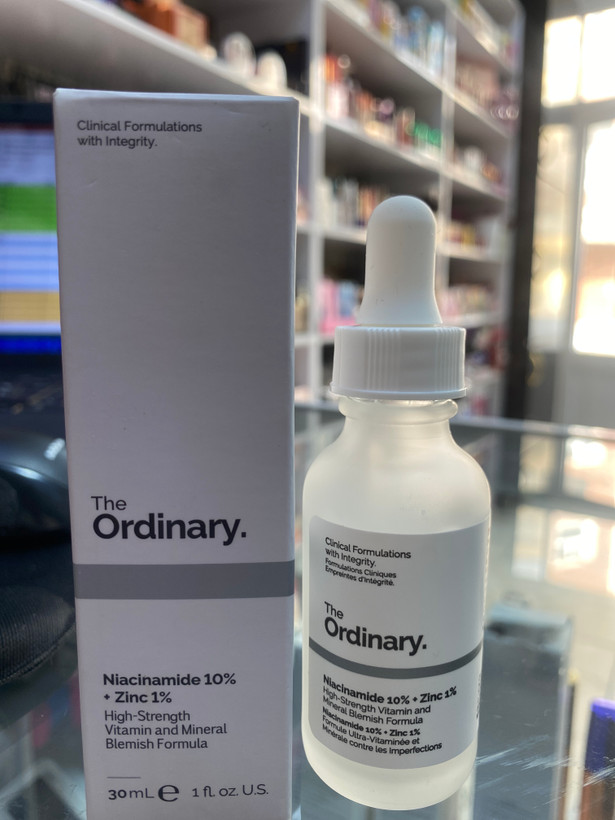 Clinical Formulations
with Integrity.
The
Ordinary.
Niacinamide 10%
+ Zinc 1%
High-Strength
Vitamin and Mineral
Blemish Formula
30 mL e 1 fl. oz. U.S.
Clinical Formulations
with Integrity.
Formulations Cliniques
Empreintes d'Intégrité.
The
Ordinary.
Niacinamide 10% + Zinc 1%
High-Strength Vitamin and
Mineral Blemish Formula
Niacinamide 10% + Zinc 1%
Formule Ultra-Vitaminée et
Minérale contre les Imperfections